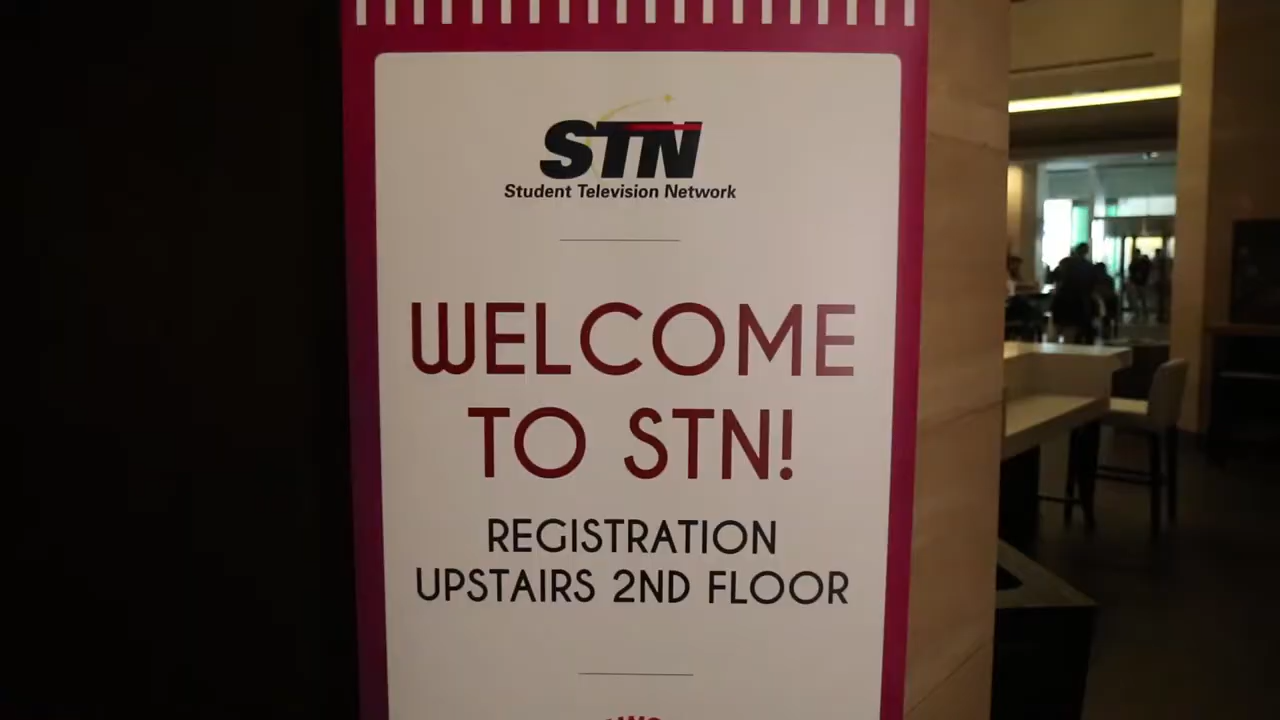 STN
Student Television Network
WELCOME
TO STN!
REGISTRATION
UPSTAIRS 2ND FLOOR